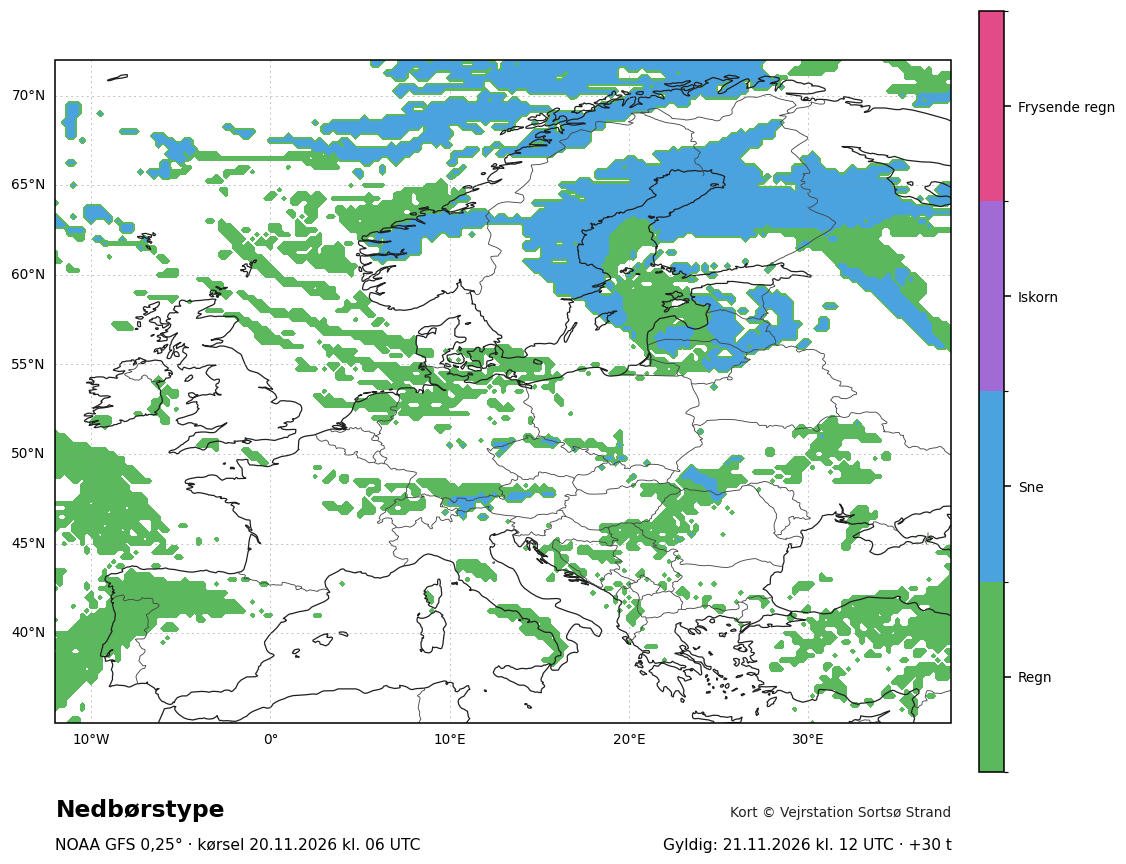 70°N
65°N
60°N
55°N
50°N
45°N
40°N
10°W
0°
10°E
20°E
30°E
Frysende regn
Iskorn
Sne
Regn
Nedbørstype
Kort © Vejrstation Sortsø Strand
NOAA GFS 0,25° · kørsel 20.11.2026 kl. 06 UTC
Gyldig: 21.11.2026 kl. 12 UTC · +30 t